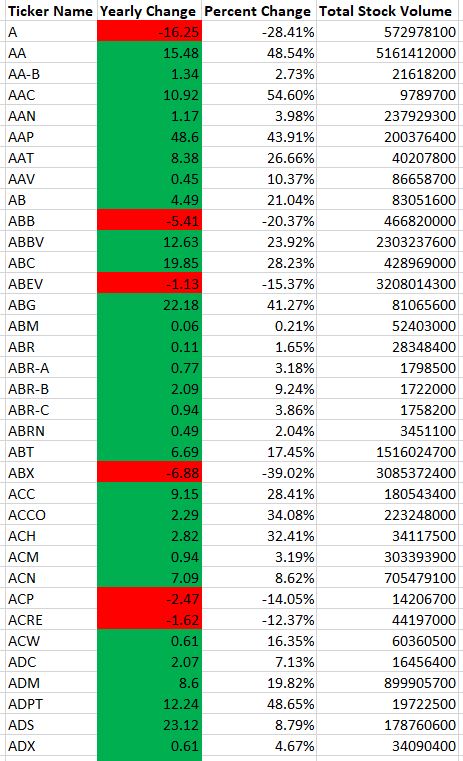 Ticker Name Yearly Change Percent Change Total Stock Volume
A -16.25 -28.41% 572978100
AA 15.48 48.54% 5161412000
AA-B 1.34 2.73% 21618200
AAC 10.92 54.60% 9789700
AAN 1.17 3.98% 237929300
AAP 48.6 43.91% 200376400
AAT 8.38 26.66% 40207800
AAV 0.45 10.37% 86658700
AB 4.49 21.04% 83051600
ABB -5.41 -20.37% 466820000
ABBV 12.63 23.92% 2303237600
ABC 19.85 28.23% 428969000
ABEV -1.13 -15.37% 3208014300
ABG 22.18 41.27% 81065600
ABM 0.06 0.21% 52403000
ABR 0.11 1.65% 28348400
ABR-A 0.77 3.18% 1798500
ABR-B 2.09 9.24% 1722000
ABR-C 0.94 3.86% 1758200
ABRN 0.49 2.04% 3451100
ABT 6.69 17.45% 1516024700
ABX -6.88 -39.02% 3085372400
ACC 9.15 28.41% 180543400
ACCO 2.29 34.08% 223248000
ACH 2.82 32.41% 34117500
ACM 0.94 3.19% 303393900
ACN 7.09 8.62% 705479100
ACP -2.47 -14.05% 14206700
ACRE -1.62 -12.37% 44197000
ACW 0.61 16.35% 60360500
ADC 2.07 7.13% 16456400
ADM 8.6 19.82% 899905700
ADPT 12.24 48.65% 19722500
ADS 23.12 8.79% 178760600
ADX 0.61 4.67% 34090400